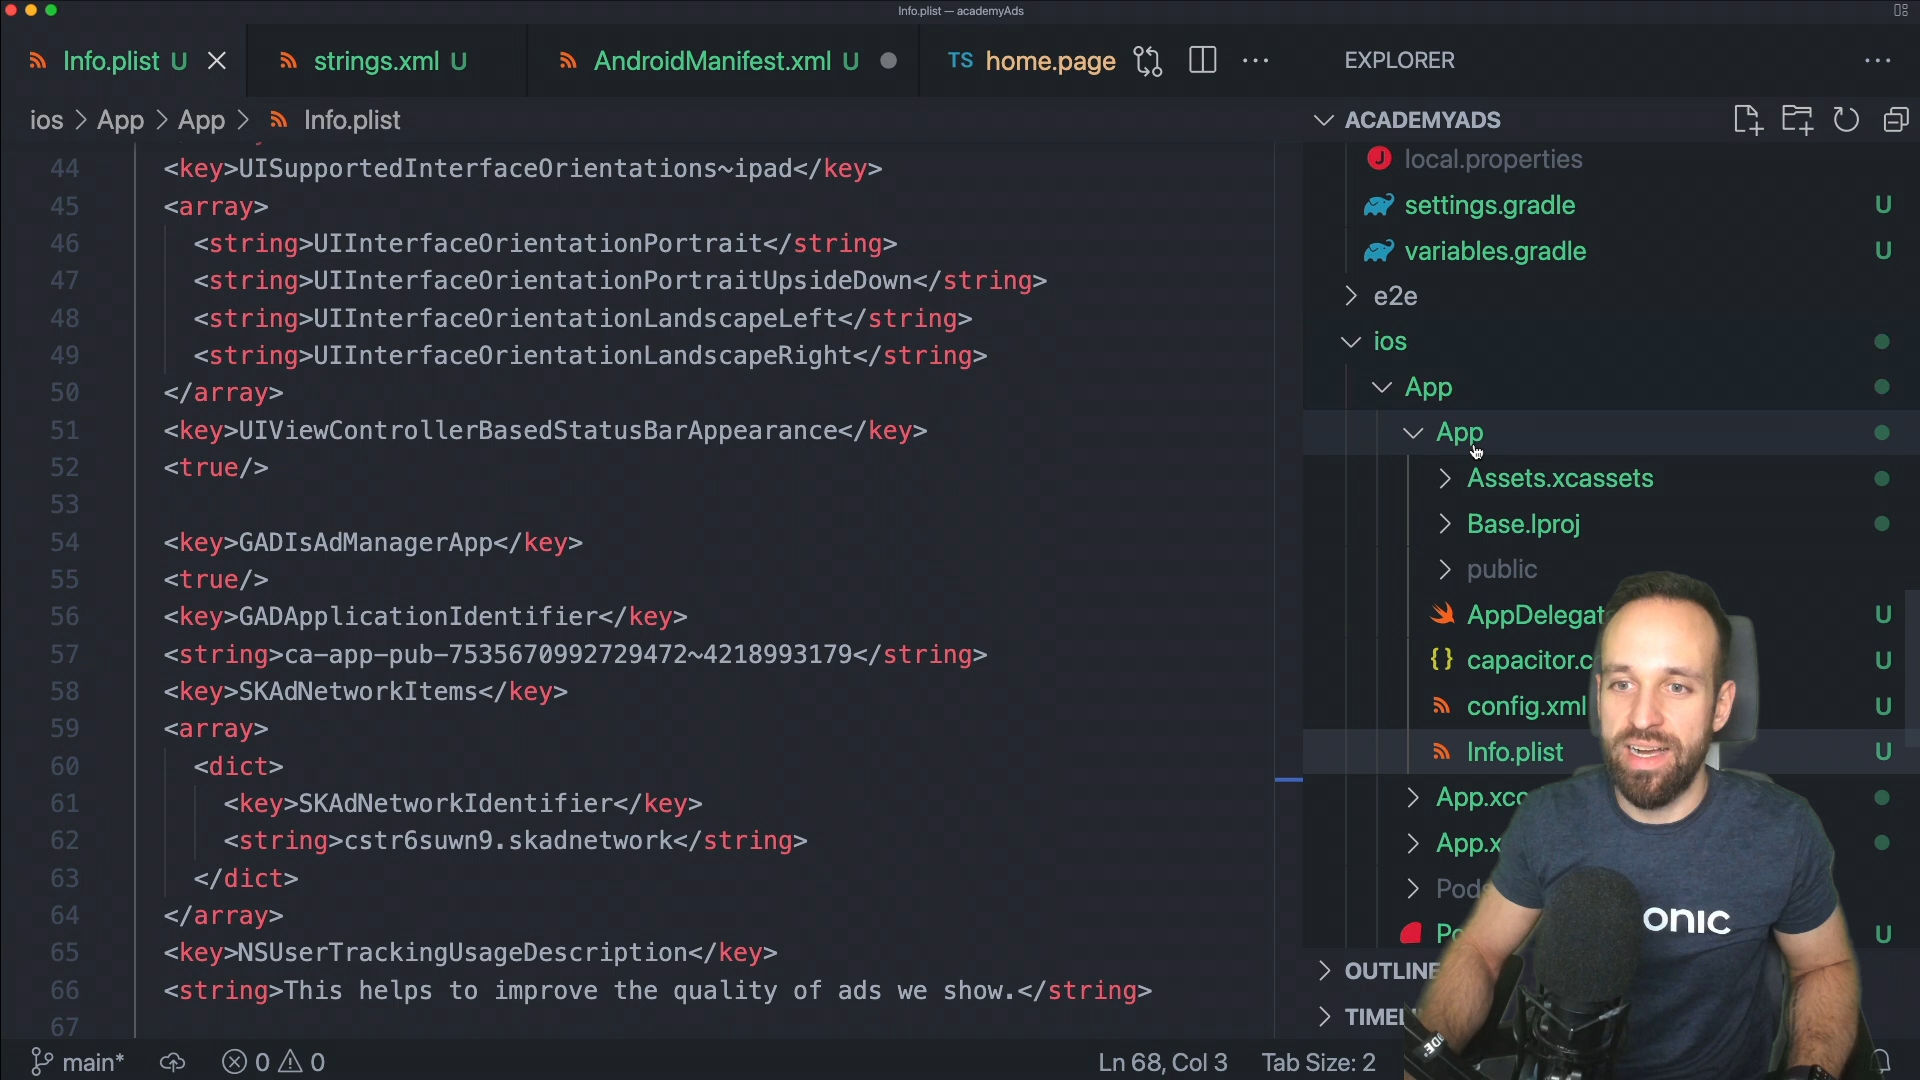 Info.plist — academyAds
Info.plist U
strings.xml U
AndroidManifest.xml U
TS home.page
EXPLORER
ios > App > App > Info.plist
ACADEMYADS
44 <key>UISupportedInterfaceOrientations~ipad</key>
45 <array>
46 <string>UIInterfaceOrientationPortrait</string>
47 <string>UIInterfaceOrientationPortraitUpsideDown</string>
48 <string>UIInterfaceOrientationLandscapeLeft</string>
49 <string>UIInterfaceOrientationLandscapeRight</string>
50 </array>
51 <key>UIViewControllerBasedStatusBarAppearance</key>
52 <true/>
53
54 <key>GADIsAdManagerApp</key>
55 <true/>
56 <key>GADApplicationIdentifier</key>
57 <string>ca-app-pub-7535670992729472~4218993179</string>
58 <key>SKAdNetworkItems</key>
59 <array>
60 <dict>
61 <key>SKAdNetworkIdentifier</key>
62 <string>cstr6suwn9.skadnetwork</string>
63 </dict>
64 </array>
65 <key>NSUserTrackingUsageDescription</key>
66 <string>This helps to improve the quality of ads we show.</string>
67
local.properties
settings.gradle U
variables.gradle U
e2e
ios
App
App
Assets.xcassets
Base.lproj
public
AppDelegat U
{} capacitor.c U
config.xml U
Info.plist U
App.xco
App.x
Pods
Po U
OUTLINE
TIMEL
onic
main* 0 0
Ln 68, Col 3 Tab Size: 2